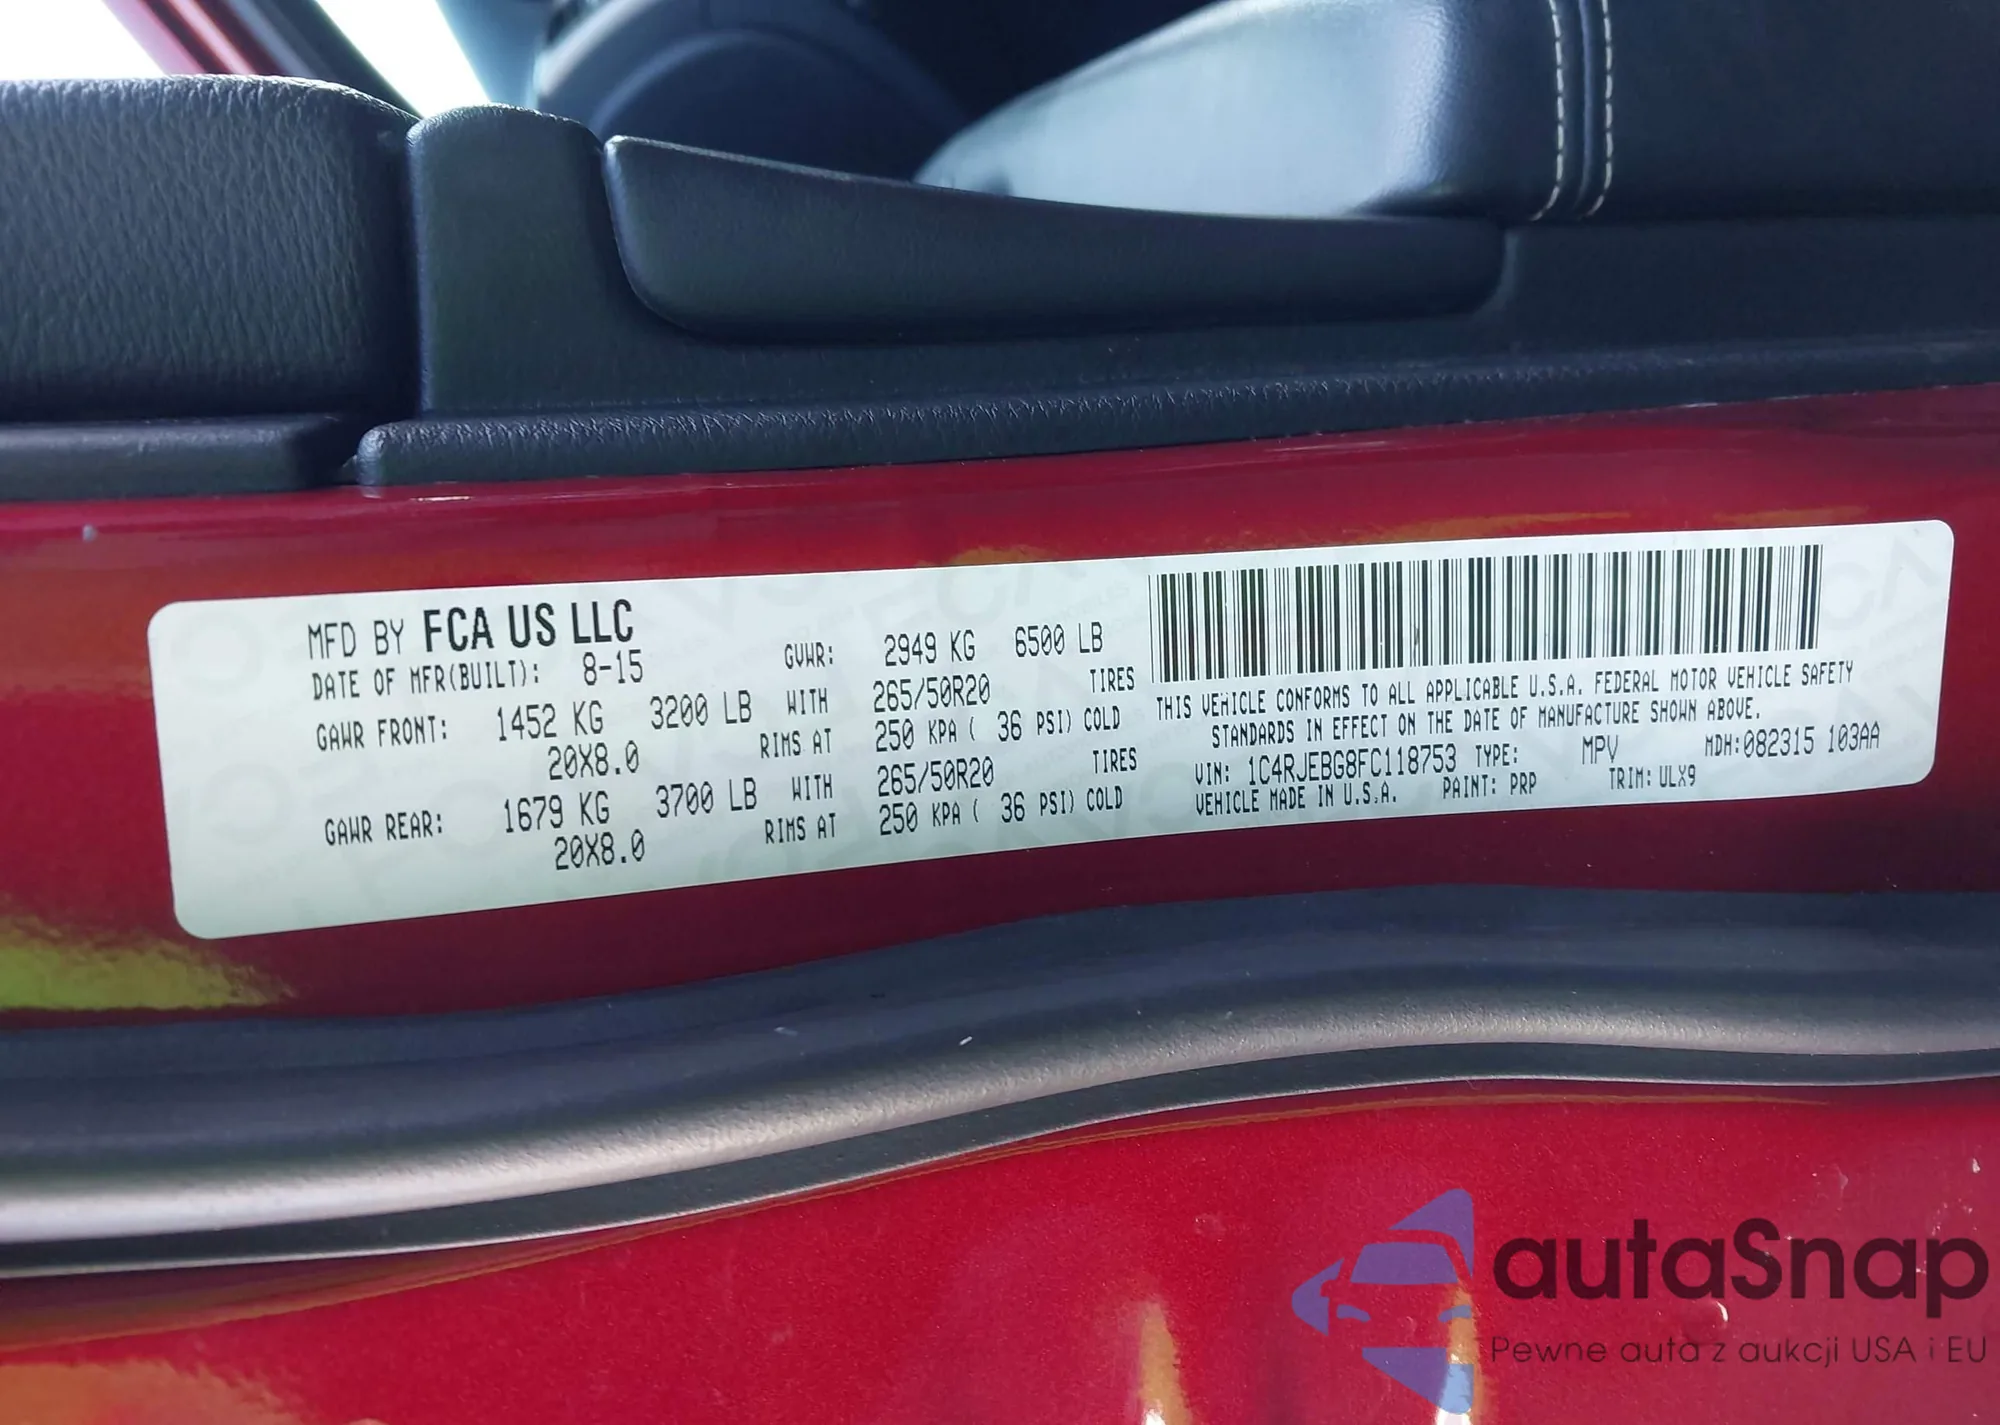 MFD BY FCA US LLC
DATE OF MFR(BUILT): 8-15 GVWR: 2949 KG 6500 LB
GAWR FRONT: 1452 KG 3200 LB WITH 265/50R20 TIRES
20X8.0 RIMS AT 250 KPA ( 36 PSI) COLD
GAWR REAR: 1679 KG 3700 LB WITH 265/50R20 TIRES
20X8.0 RIMS AT 250 KPA ( 36 PSI) COLD
THIS VEHICLE CONFORMS TO ALL APPLICABLE U.S.A. FEDERAL MOTOR VEHICLE SAFETY
STANDARDS IN EFFECT ON THE DATE OF MANUFACTURE SHOWN ABOVE.
VIN: 1C4RJEBG8FC118753 TYPE: MPV MDH:082315 103AA
VEHICLE MADE IN U.S.A. PAINT: PRP TRIM: ULX9
autaSnap
Pewne auta z aukcji USA i EU